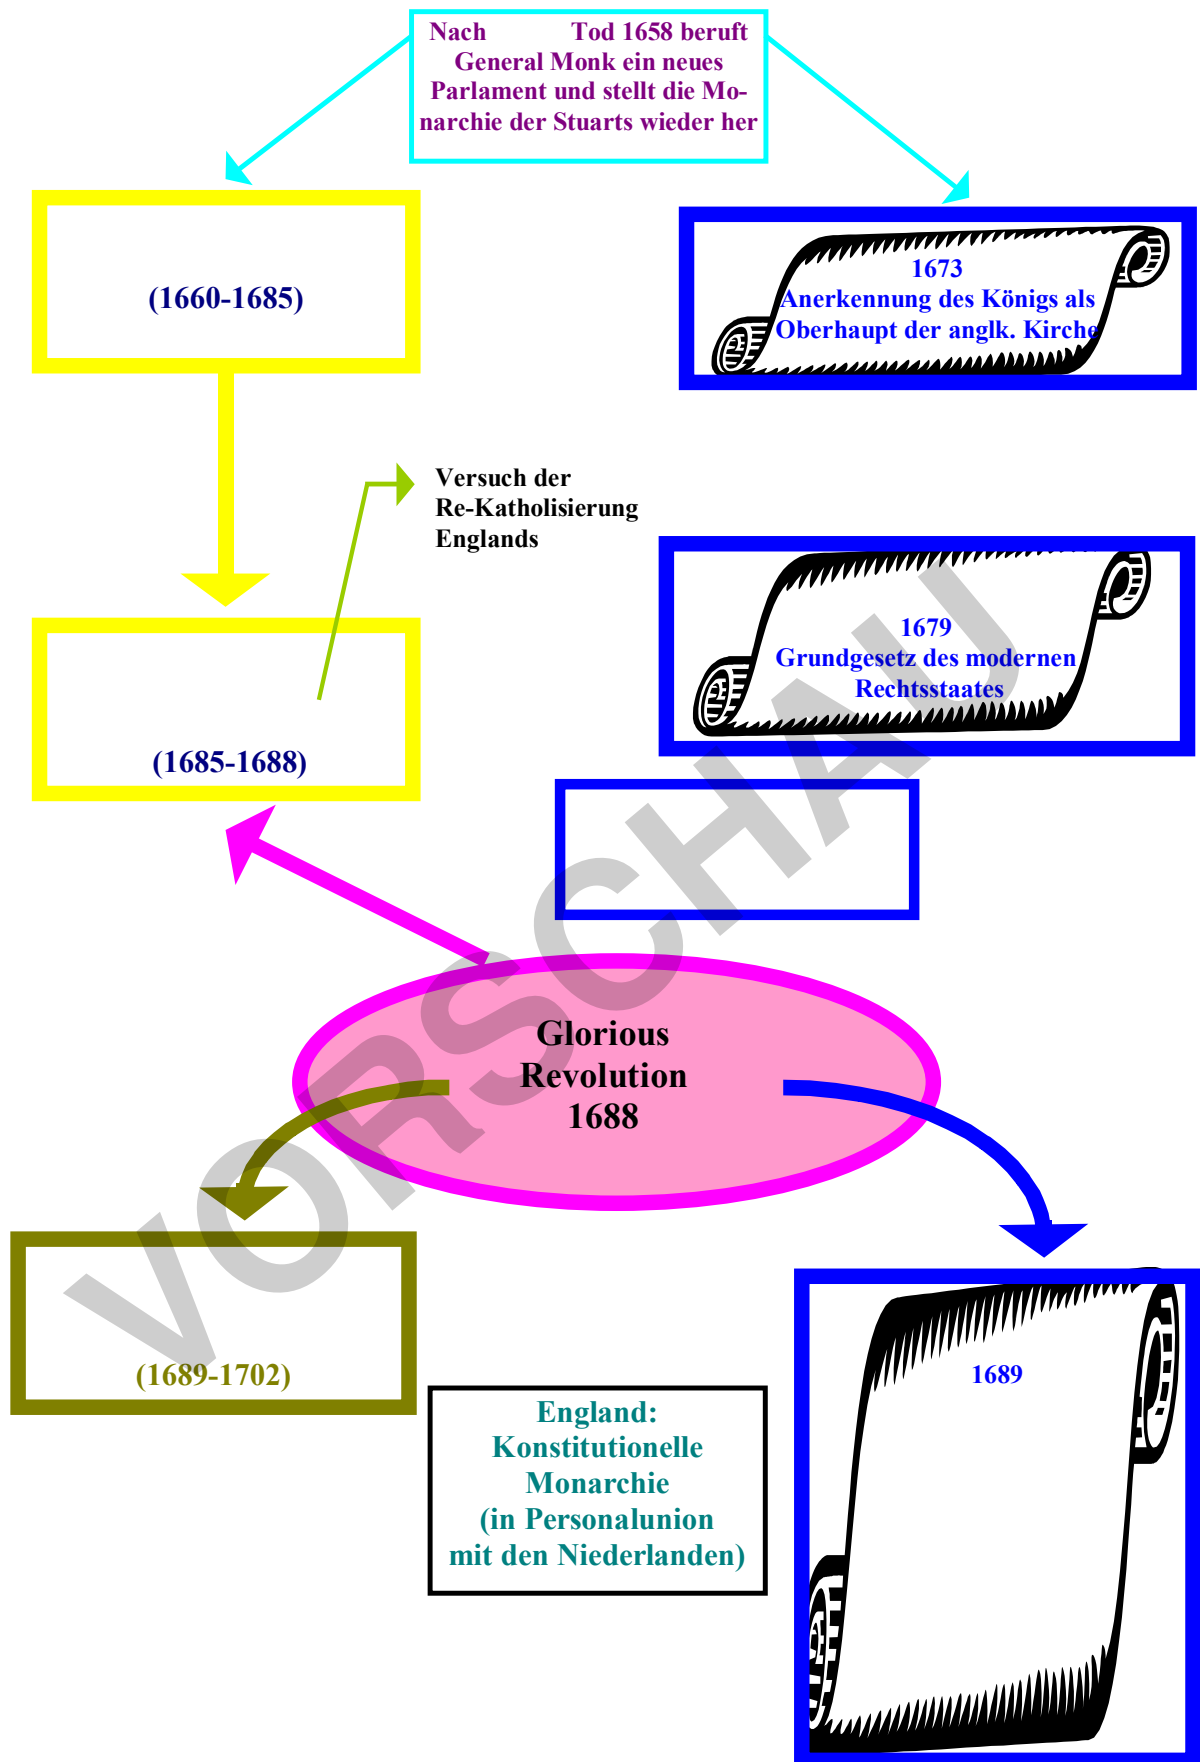 Nach Tod 1658 beruft
General Monk ein neues
Parlament und stellt die Mo-
narchie der Stuarts wieder her
(1660-1685)
1673
Anerkennung des Königs als
Oberhaupt der anglk. Kirche
Versuch der
Re-Katholisierung
Englands
1679
Grundgesetz des modernen
Rechtsstaates
(1685-1688)
Glorious
Revolution
1688
(1689-1702)
1689
England:
Konstitutionelle
Monarchie
(in Personalunion
mit den Niederlanden)
VORSCHAU